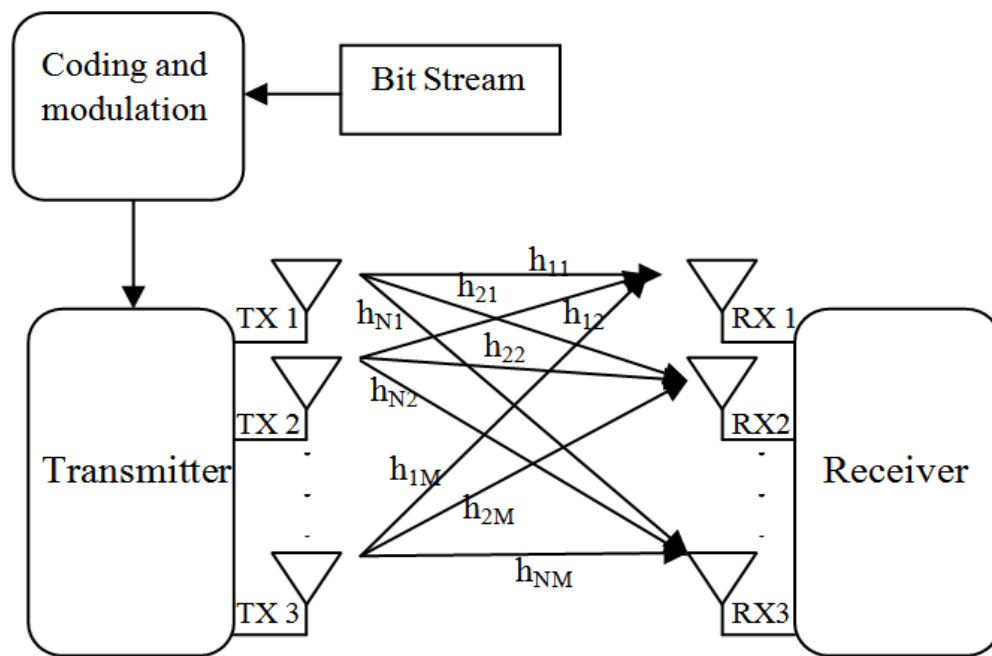 Coding and
modulation
Bit Stream
h₁₁
h₂₁
TX 1
hN1
h₁₂
RX 1
h₂₂
hN2
TX 2
RX2
Transmitter
h1M
Receiver
h2M
hNM
TX 3
RX3